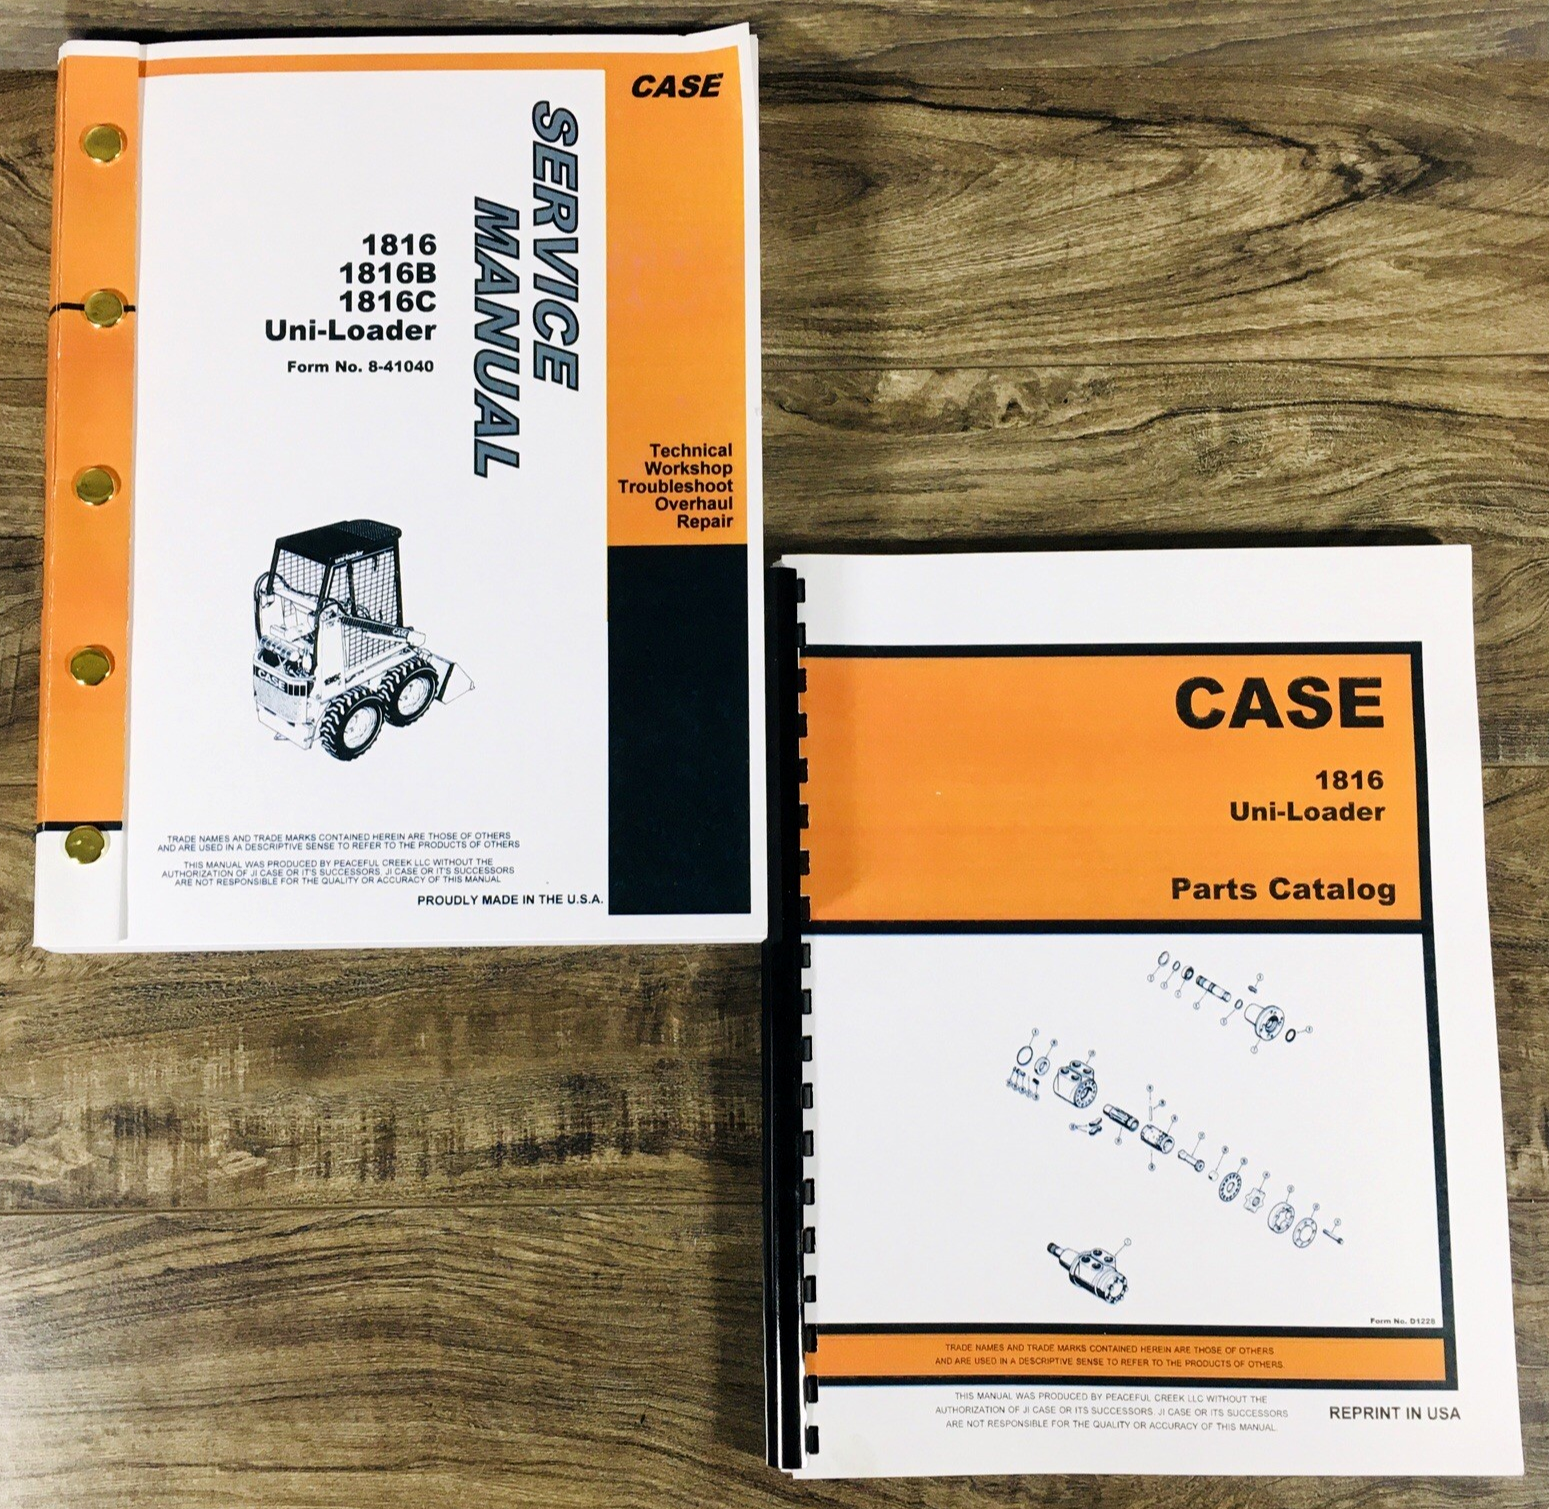 CASE
SERVICE
MANUAL
1816
1816B
1816C
Uni-Loader
Form No. 8-41040
Technical
Workshop
Troubleshoot
Overhaul
Repair
CASE
CASE
TRADE NAMES AND TRADE MARKS CONTAINED HEREIN ARE THOSE OF OTHERS
AND ARE USED IN A DESCRIPTIVE SENSE TO REFER TO THE PRODUCTS OF OTHERS
THIS MANUAL WAS PRODUCED BY PEACEFUL CREEK LLC WITHOUT THE
AUTHORIZATION OF JI CASE OR IT'S SUCCESSORS. JI CASE OR IT'S SUCCESSORS
ARE NOT RESPONSIBLE FOR THE QUALITY OR ACCURACY OF THIS MANUAL
PROUDLY MADE IN THE U.S.A.
CASE
1816
Uni-Loader
Parts Catalog
Form No. D1228
TRADE NAMES AND TRADE MARKS CONTAINED HEREIN ARE THOSE OF OTHERS
AND ARE USED IN A DESCRIPTIVE SENSE TO REFER TO THE PRODUCTS OF OTHERS.
THIS MANUAL WAS PRODUCED BY PEACEFUL CREEK LLC WITHOUT THE
AUTHORIZATION OF JI CASE OR ITS SUCCESSORS. JI CASE OR ITS SUCCESSORS
ARE NOT RESPONSIBLE FOR THE QUALITY OR ACCURACY OF THIS MANUAL.
REPRINT IN USA